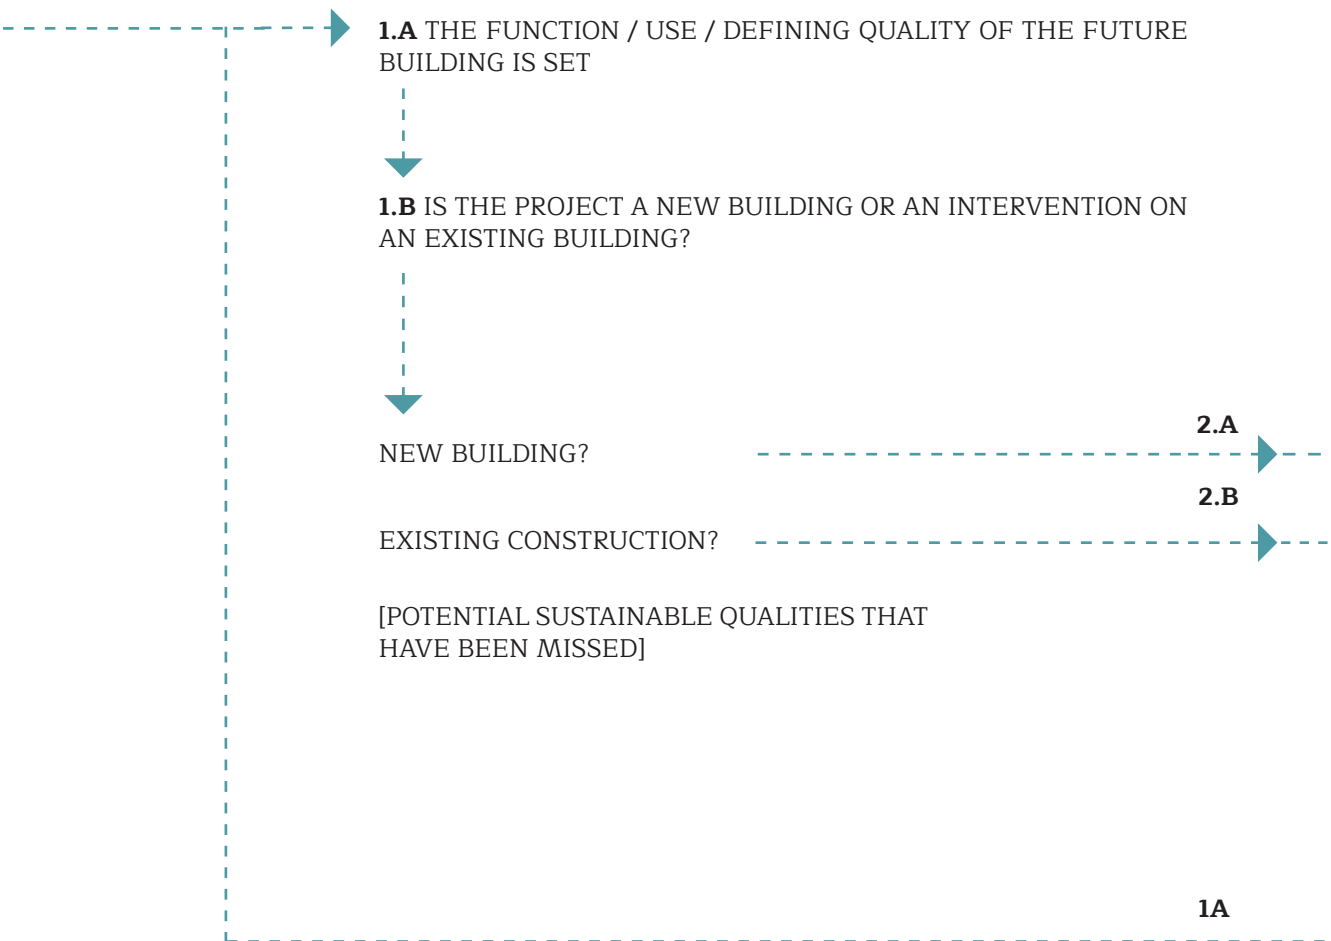 1.A THE FUNCTION / USE / DEFINING QUALITY OF THE FUTURE
BUILDING IS SET
1.B IS THE PROJECT A NEW BUILDING OR AN INTERVENTION ON
AN EXISTING BUILDING?
2.A
NEW BUILDING?
2.B
EXISTING CONSTRUCTION?
[POTENTIAL SUSTAINABLE QUALITIES THAT
HAVE BEEN MISSED]
1A